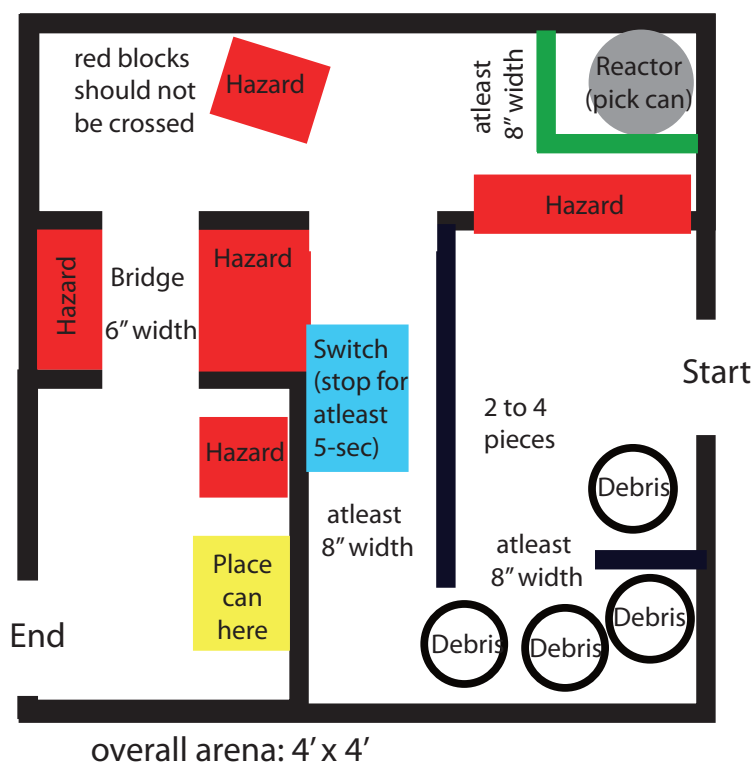 red blocks
should not
be crossed
Hazard
atleast
8” width
Reactor
(pick can)
Hazard
Hazard
Bridge
6” width
Hazard
Switch
(stop for
atleast
5-sec)
Start
2 to 4
pieces
Hazard
Debris
atleast
8” width
atleast
8” width
Place
can
here
End
Debris
Debris
Debris
overall arena: 4’ x 4’